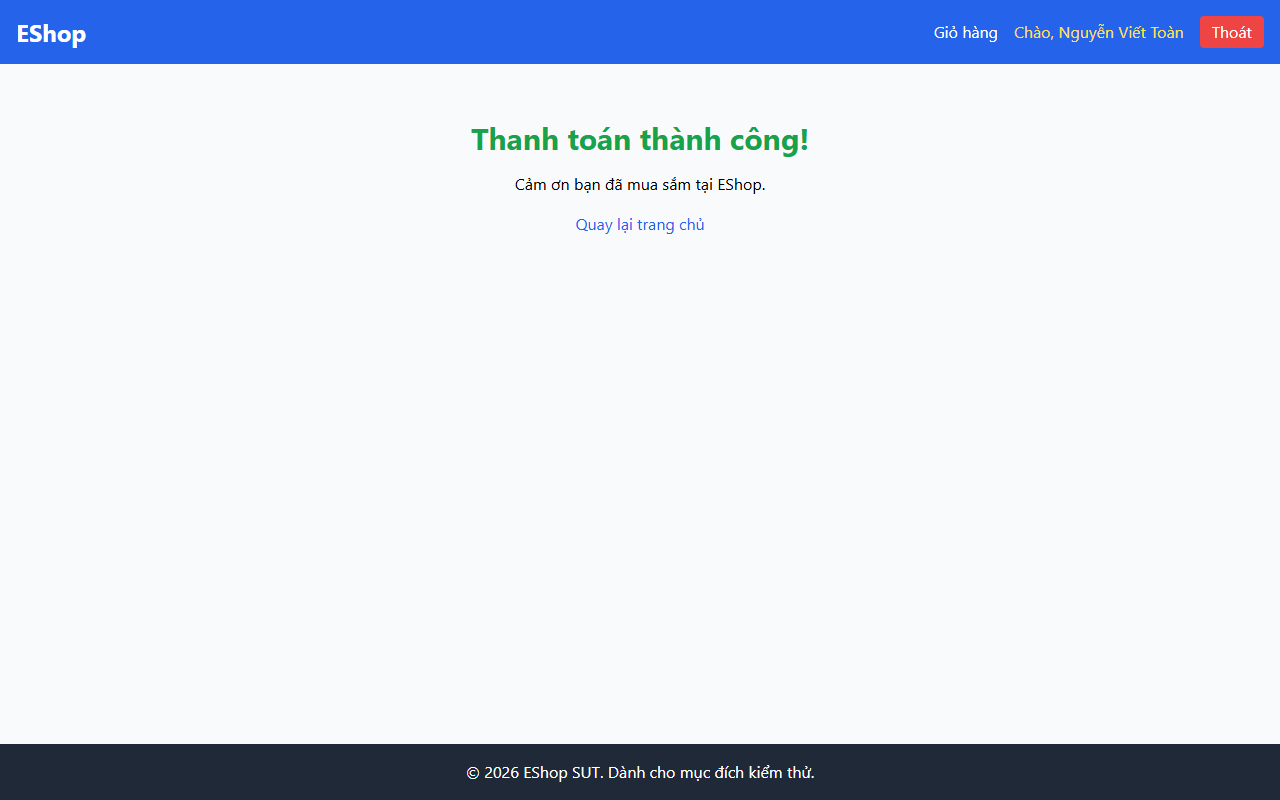 EShop
Giỏ hàng
Chào, Nguyễn Viết Toàn
Thoát
Thanh toán thành công!
Cảm ơn bạn đã mua sắm tại EShop.
Quay lại trang chủ
© 2026 EShop SUT. Dành cho mục đích kiểm thử.